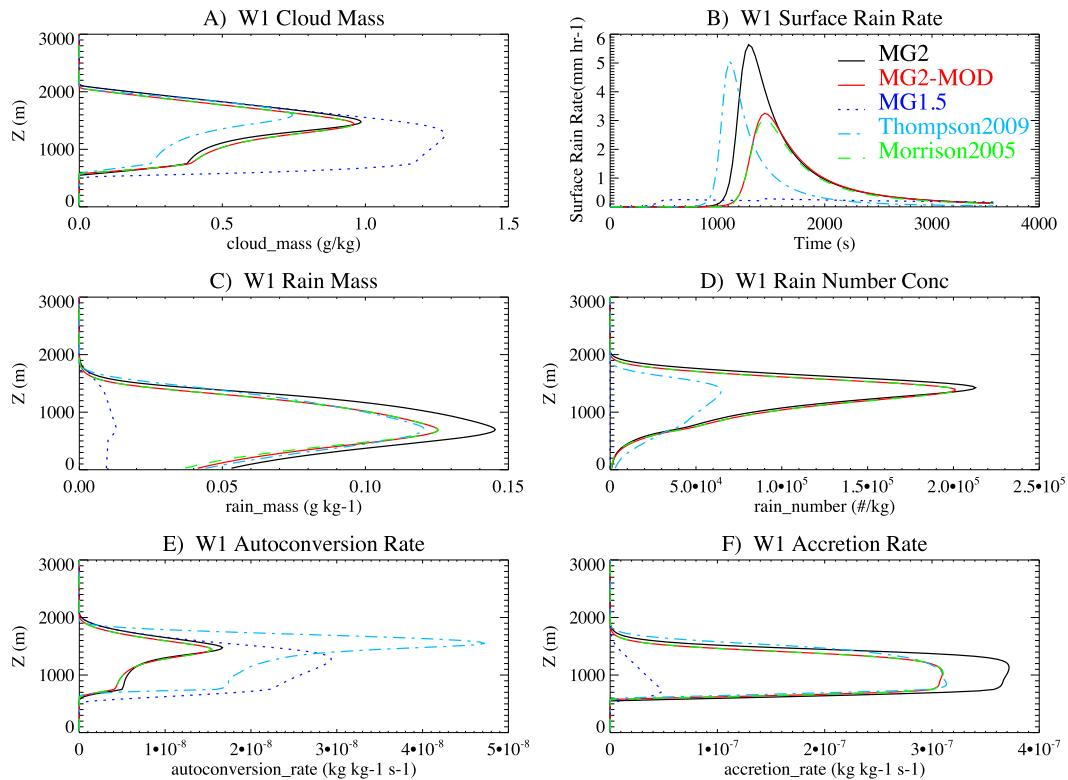 A)  W1 Cloud Mass
3000
2000
1000
0
Z (m)
0.0 0.5 1.0 1.5
cloud_mass (g/kg)
B)  W1 Surface Rain Rate
6
5
4
3
2
1
0
Surface Rain Rate(mm hr-1)
MG2
MG2-MOD
MG1.5
Thompson2009
Morrison2005
0 1000 2000 3000 4000
Time (s)
C)  W1 Rain Mass
3000
2000
1000
0
Z (m)
0.00 0.05 0.10 0.15
rain_mass (g kg-1)
D)  W1 Rain Number Conc
3000
2000
1000
0
Z (m)
0 5.0•10⁴ 1.0•10⁵ 1.5•10⁵ 2.0•10⁵ 2.5•10⁵
rain_number (#/kg)
E)  W1 Autoconversion Rate
3000
2000
1000
0
Z (m)
0 1•10⁻⁸ 2•10⁻⁸ 3•10⁻⁸ 4•10⁻⁸ 5•10⁻⁸
autoconversion_rate (kg kg-1 s-1)
F)  W1 Accretion Rate
3000
2000
1000
0
Z (m)
0 1•10⁻⁷ 2•10⁻⁷ 3•10⁻⁷ 4•10⁻⁷
accretion_rate (kg kg-1 s-1)